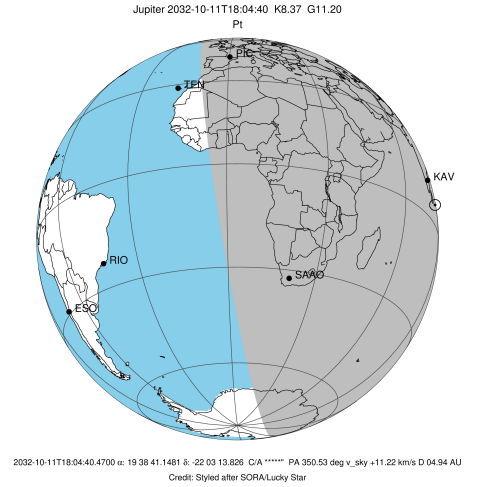 Jupiter 2032-10-11T18:04:40 K8.37 G11.20
Pt
PIC
TEN
KAV
RIO
SAAO
ESO
2032-10-11T18:04:40.4700 α: 19 38 41.1481 δ: -22 03 13.826 C/A *****" PA 350.53 deg v_sky +11.22 km/s D 04.94 AU
Credit: Styled after SORA/Lucky Star